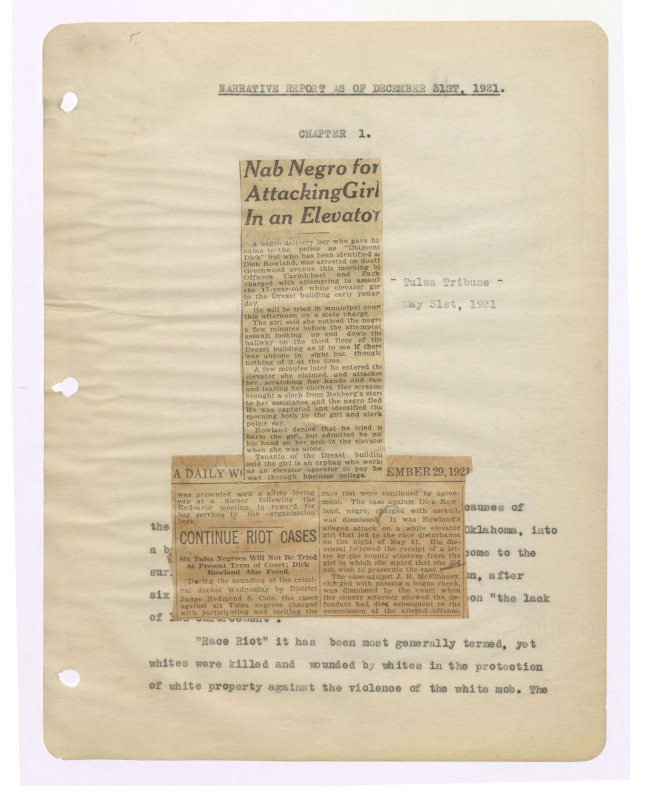 NARRATIVE REPORT AS OF DECEMBER 31ST, 1921.
CHAPTER 1.
Nab Negro for
Attacking Girl
In an Elevator
A negro delivery boy who gave his
name to the police as "Diamond
Dick" but who has been identified as
Dick Rowland, was arrested on South
Greenwood avenue this morning by
Officers Carmichael and Pack,
charged with attempting to assault
the 17-year-old white elevator girl
in the Drexel building early yester-
day.
He will be tried in municipal court
this afternoon on a state charge.
The girl said she noticed the negro
a few minutes before the attempted
assault looking up and down the
hallway on the third floor of the
Drexel building as if to see if there
was anyone in sight but thought
nothing of it at the time.
A few minutes later he entered the
elevator she claimed, and attacked
her, scratching her hands and face
and tearing her clothes. Her screams
brought a clerk from Renberg's store
to her assistance and the negro fled.
He was captured and identified this
morning both by the girl and clerk,
police say.
Rowland denied that he tried to
harm the girl, but admitted he put
his hand on her arm in the elevator
when she was alone.
Tenants of the Drexel building
said the girl is an orphan who works
as an elevator operator to pay her
way through business college.
- Tulsa Tribune -
May 31st, 1921
A DAILY W
EMBER 29, 1921
was presented with a silver loving
cup at a dinner following the
Endeavor meeting, in reward for
her services to the organization
here.
CONTINUE RIOT CASES
Six Tulsa Negroes Will Not Be Tried
at Present Term of Court; Dick
Rowland Also Freed.
During the sounding of the crimi-
nal docket Wednesday by District
Judge Redmond S. Cole, the cases
against six Tulsa negroes charged
with participating and inciting the
race riot were continued by agree-
ment. The case against Dick Row-
land, negro, charged with assault,
was dismissed. It was Rowland's
alleged attack on a white elevator
girl that led to the race disturbance
on the night of May 31. His dis-
missal followed the receipt of a let-
ter by the county attorney from the
girl in which she stated that she did
not wish to prosecute the case.
The case against J. R. McElhaney,
charged with passing a bogus check,
was dismissed by the court when
the county attorney showed the de-
fendant had died subsequent to the
commission of the alleged offense.
causes of
the Oklahoma, into
a b come to the
sur on, after
six on "the lack
of law enforcement".
"Race Riot" it has been most generally termed, yet
whites were killed and wounded by whites in the protection
of white property against the violence of the white mob. The